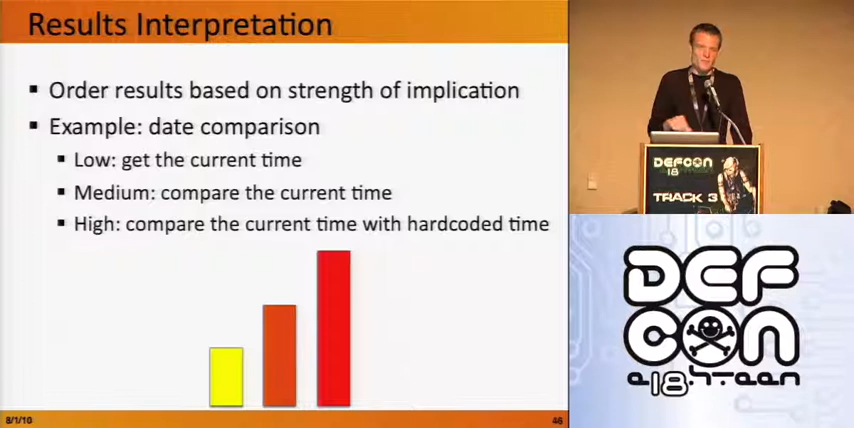 Results Interpretation
Order results based on strength of implication
Example: date comparison
Low: get the current time
Medium: compare the current time
High: compare the current time with hardcoded time
8/1/10
46
DEFCON
18
TRACK 3
DEF
CON
18